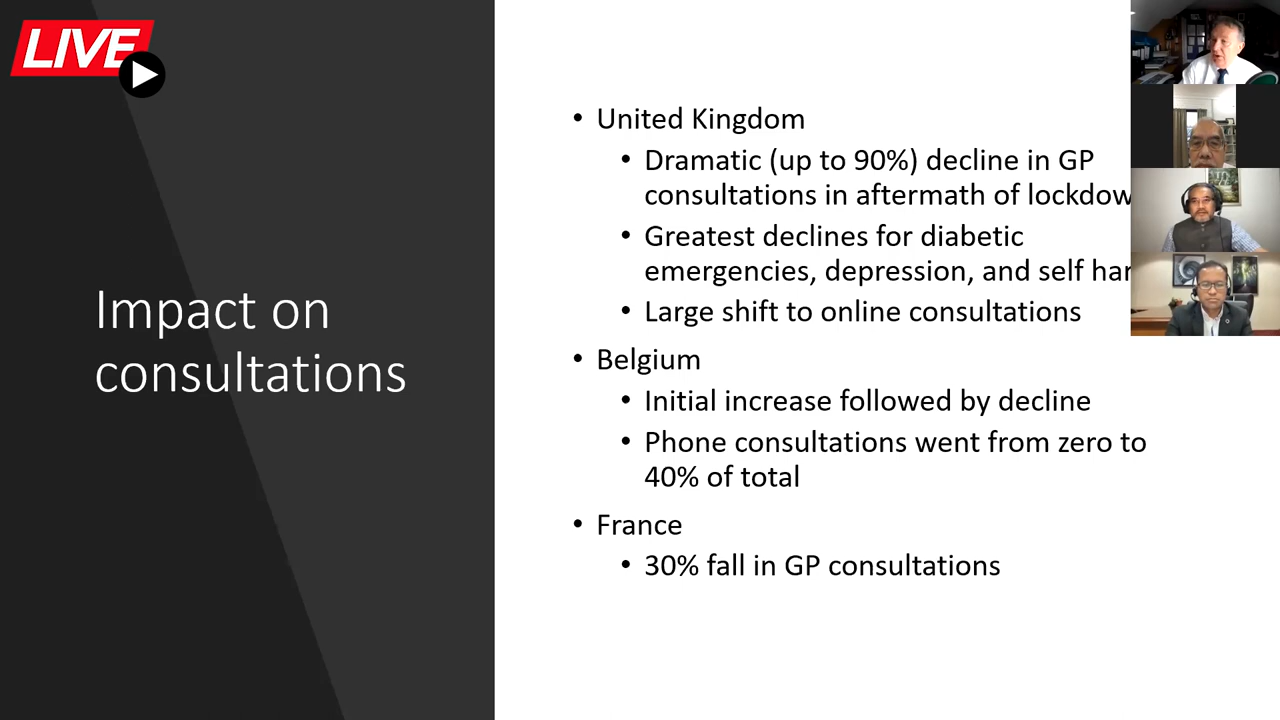 LIVE
Impact on
consultations
• United Kingdom
• Dramatic (up to 90%) decline in GP
consultations in aftermath of
• Greatest declines for diabetic
emergencies, depression, and self
• Large shift to online consultations
• Belgium
• Initial increase followed by decline
• Phone consultations went from zero to
40% of total
• France
• 30% fall in GP consultations